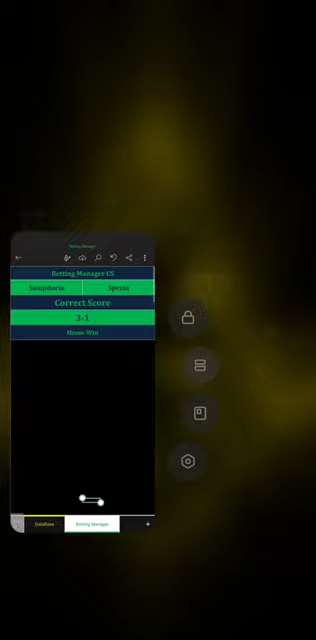 Betting Manager
Betting Manager CS
Sampdoria Spezia
Correct Score
3-1
Home Win
Database Betting Manager +